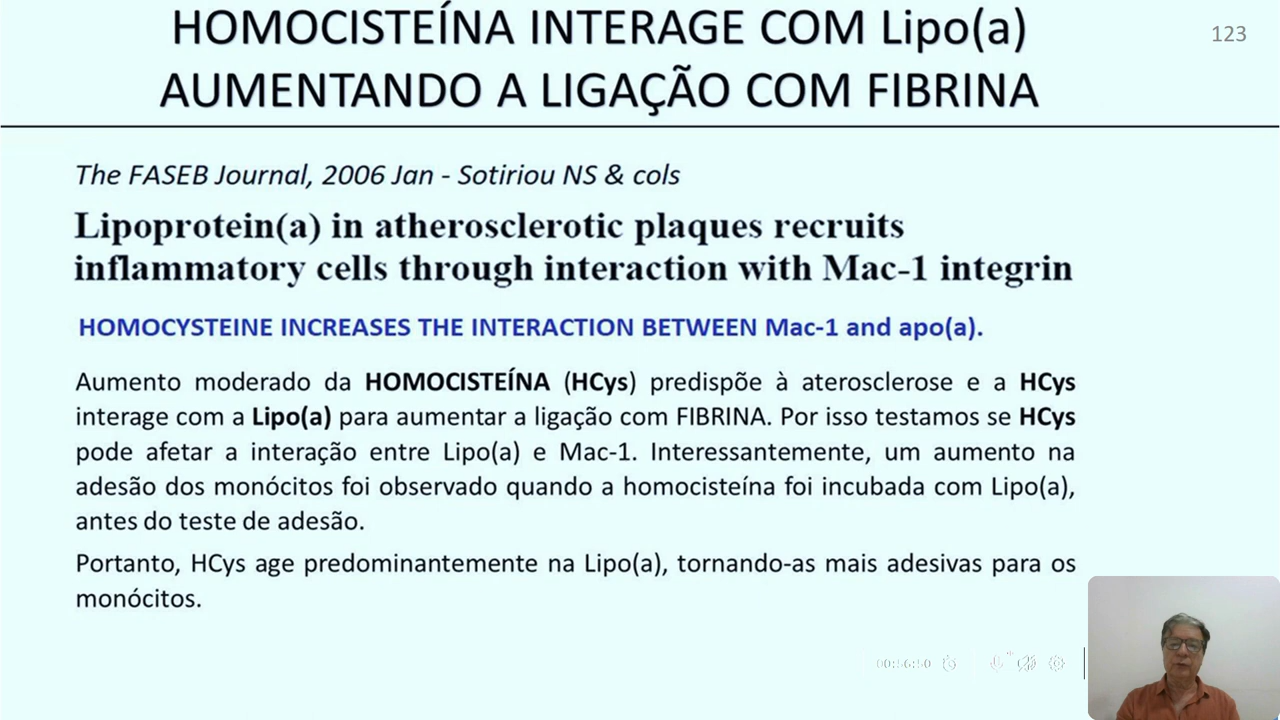 HOMOCISTEÍNA INTERAGE COM Lipo(a)
123
AUMENTANDO A LIGAÇÃO COM FIBRINA
The FASEB Journal, 2006 Jan - Sotiriou NS & cols
Lipoprotein(a) in atherosclerotic plaques recruits
inflammatory cells through interaction with Mac-1 integrin
HOMOCYSTEINE INCREASES THE INTERACTION BETWEEN Mac-1 and apo(a).
Aumento moderado da HOMOCISTEÍNA (HCys) predispõe à aterosclerose e a HCys
interage com a Lipo(a) para aumentar a ligação com FIBRINA. Por isso testamos se HCys
pode afetar a interação entre Lipo(a) e Mac-1. Interessantemente, um aumento na
adesão dos monócitos foi observado quando a homocisteína foi incubada com Lipo(a),
antes do teste de adesão.
Portanto, HCys age predominantemente na Lipo(a), tornando-as mais adesivas para os
monócitos.
00:56:50